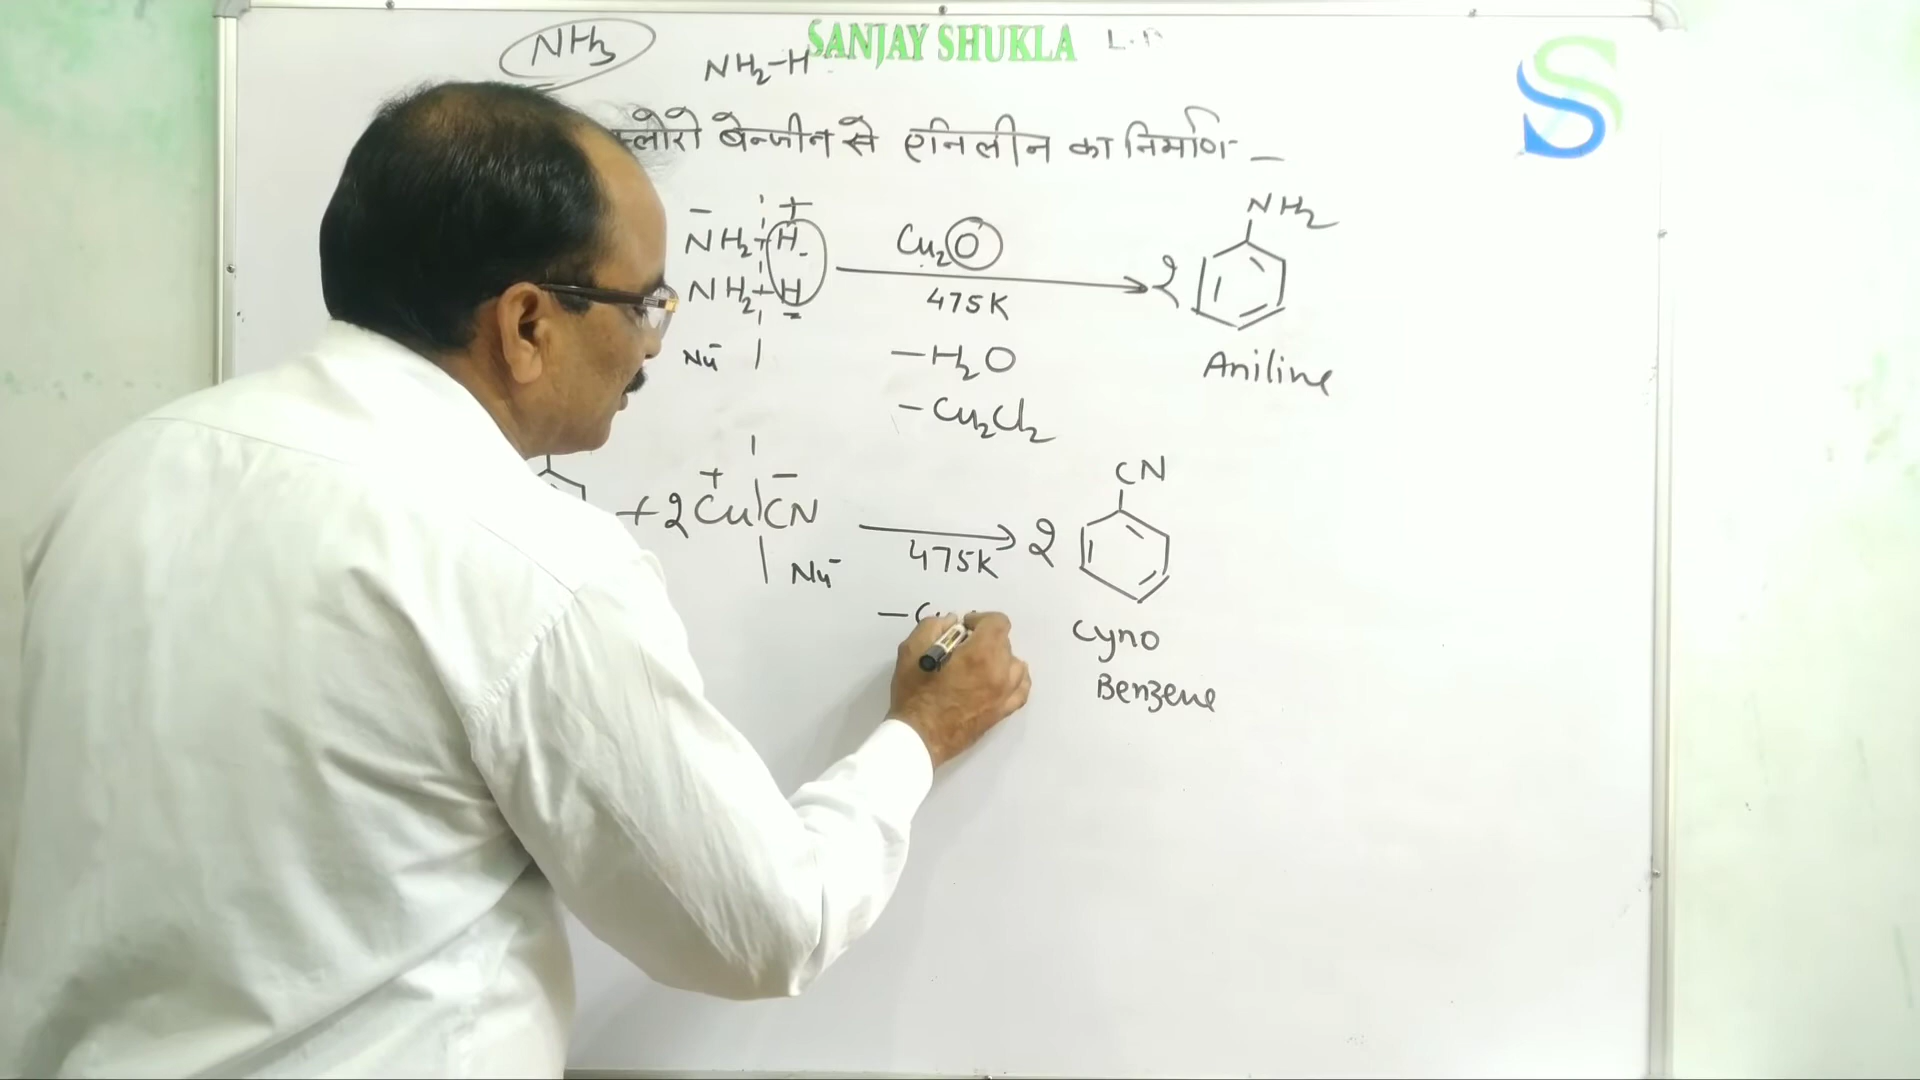 NH3
SANJAY SHUKLA
NH2-H
बेन्जीन से एनिलीन का निर्माण –
– +
NH2 H
NH2 H
Nu–
Cu2O
475K
–H2O
–Cu2Cl2
2
NH2
Aniline
+ –
+2CuCN
Nu–
475K
2
CN
Cyno
Benzene